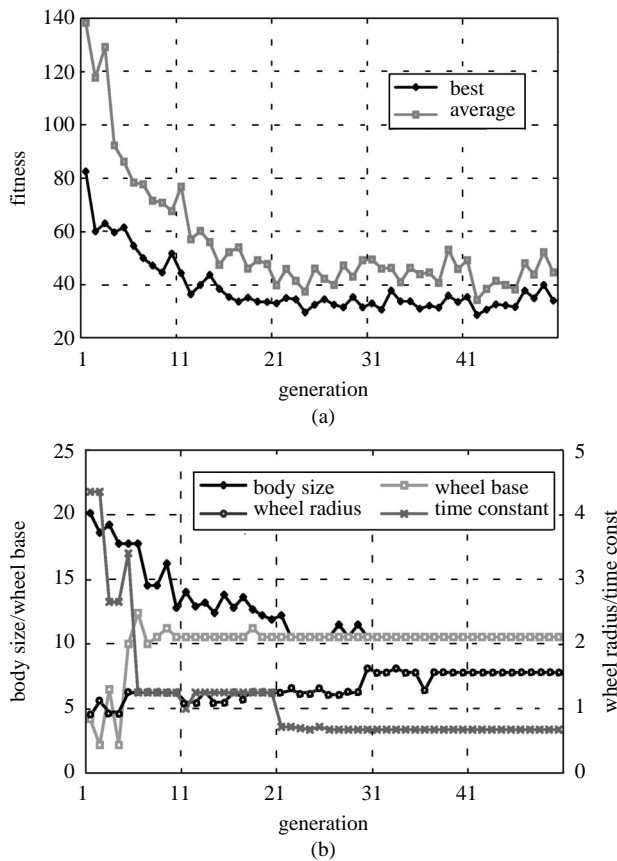 140
120
100
80
60
40
20
fitness
best
average
1 11 21 31 41
generation
(a)
25
20
15
10
5
0
body size/wheel base
body size wheel base
wheel radius time constant
5
4
3
2
1
0
wheel radius/time const
1 11 21 31 41
generation
(b)